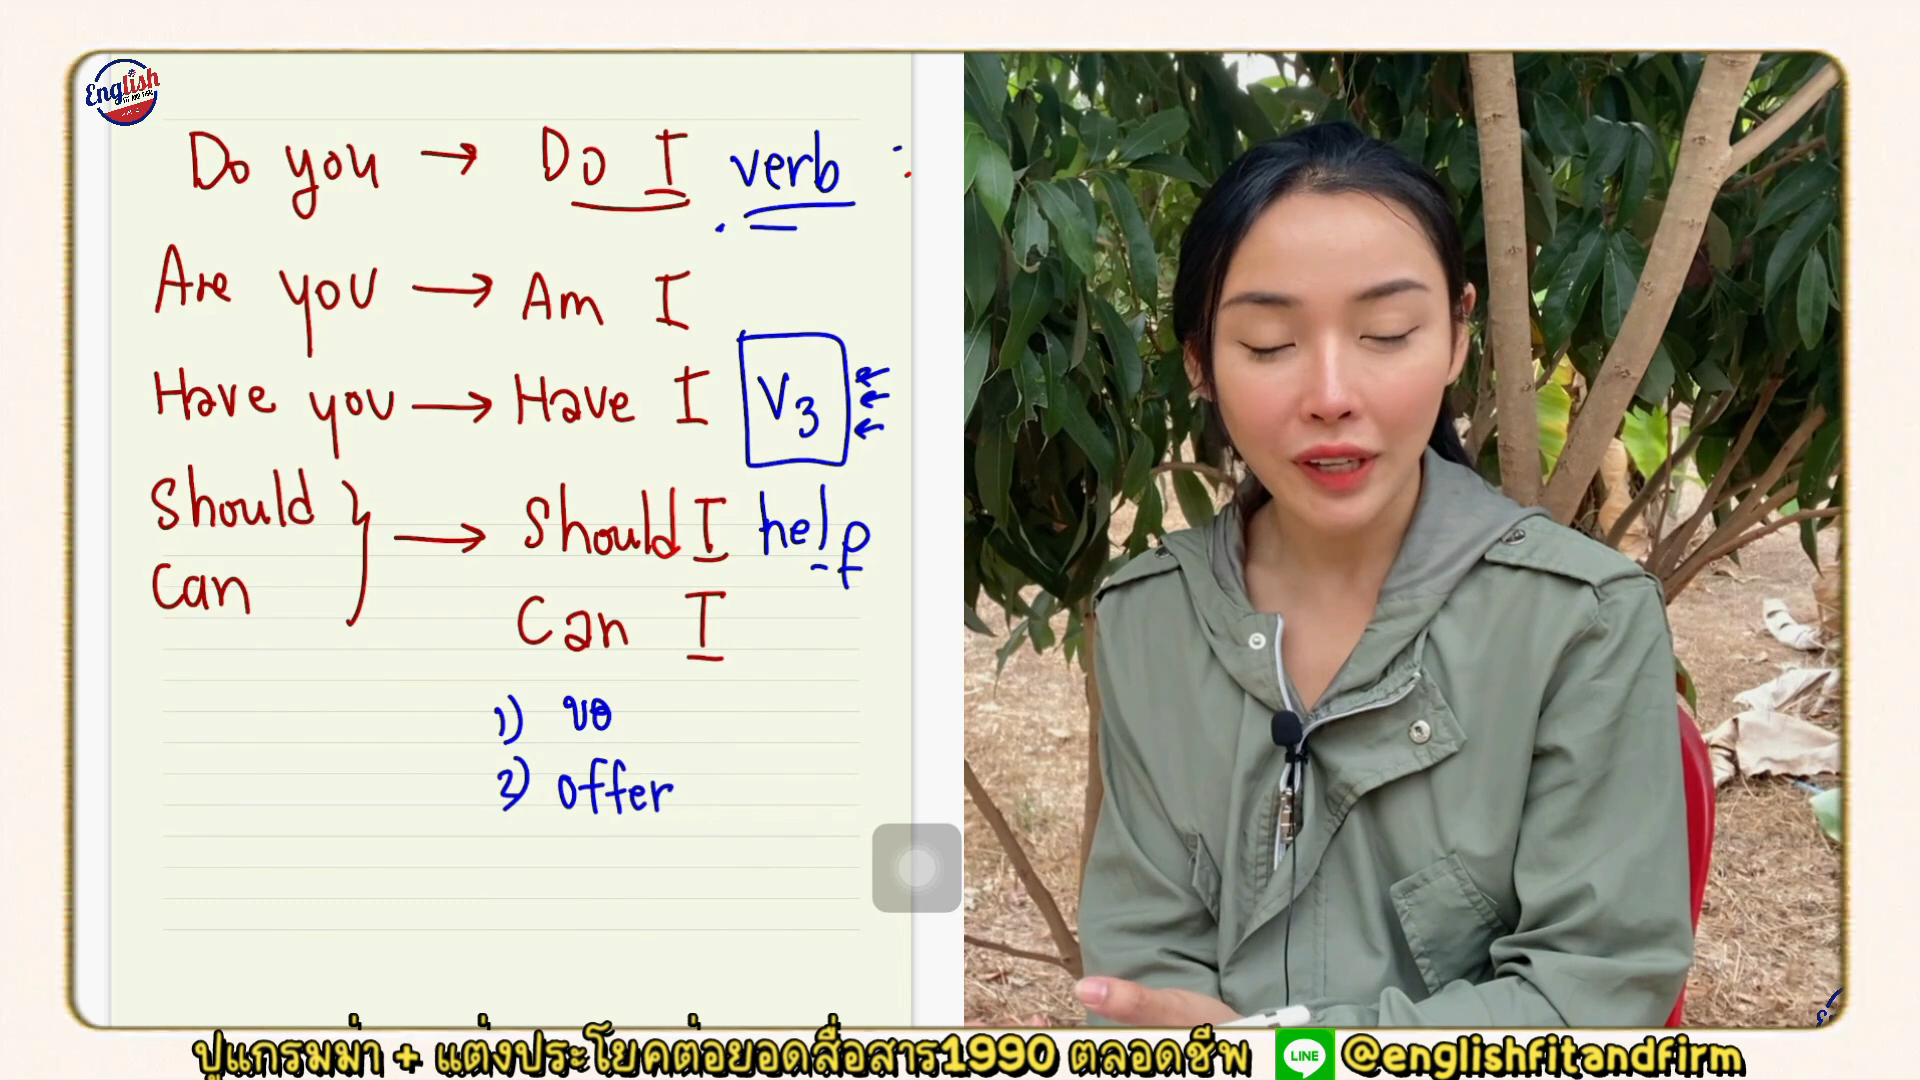 English
Do you → Do I verb :
Are you → Am I
Have you → Have I V3
Should } → Should I help
Can
Can I
1) ขอ
2) offer
ปูแกรมม่า + แต่งประโยคต่อยอดสื่อสาร1990 ตลอดชีพ LINE @englishfitandfirm